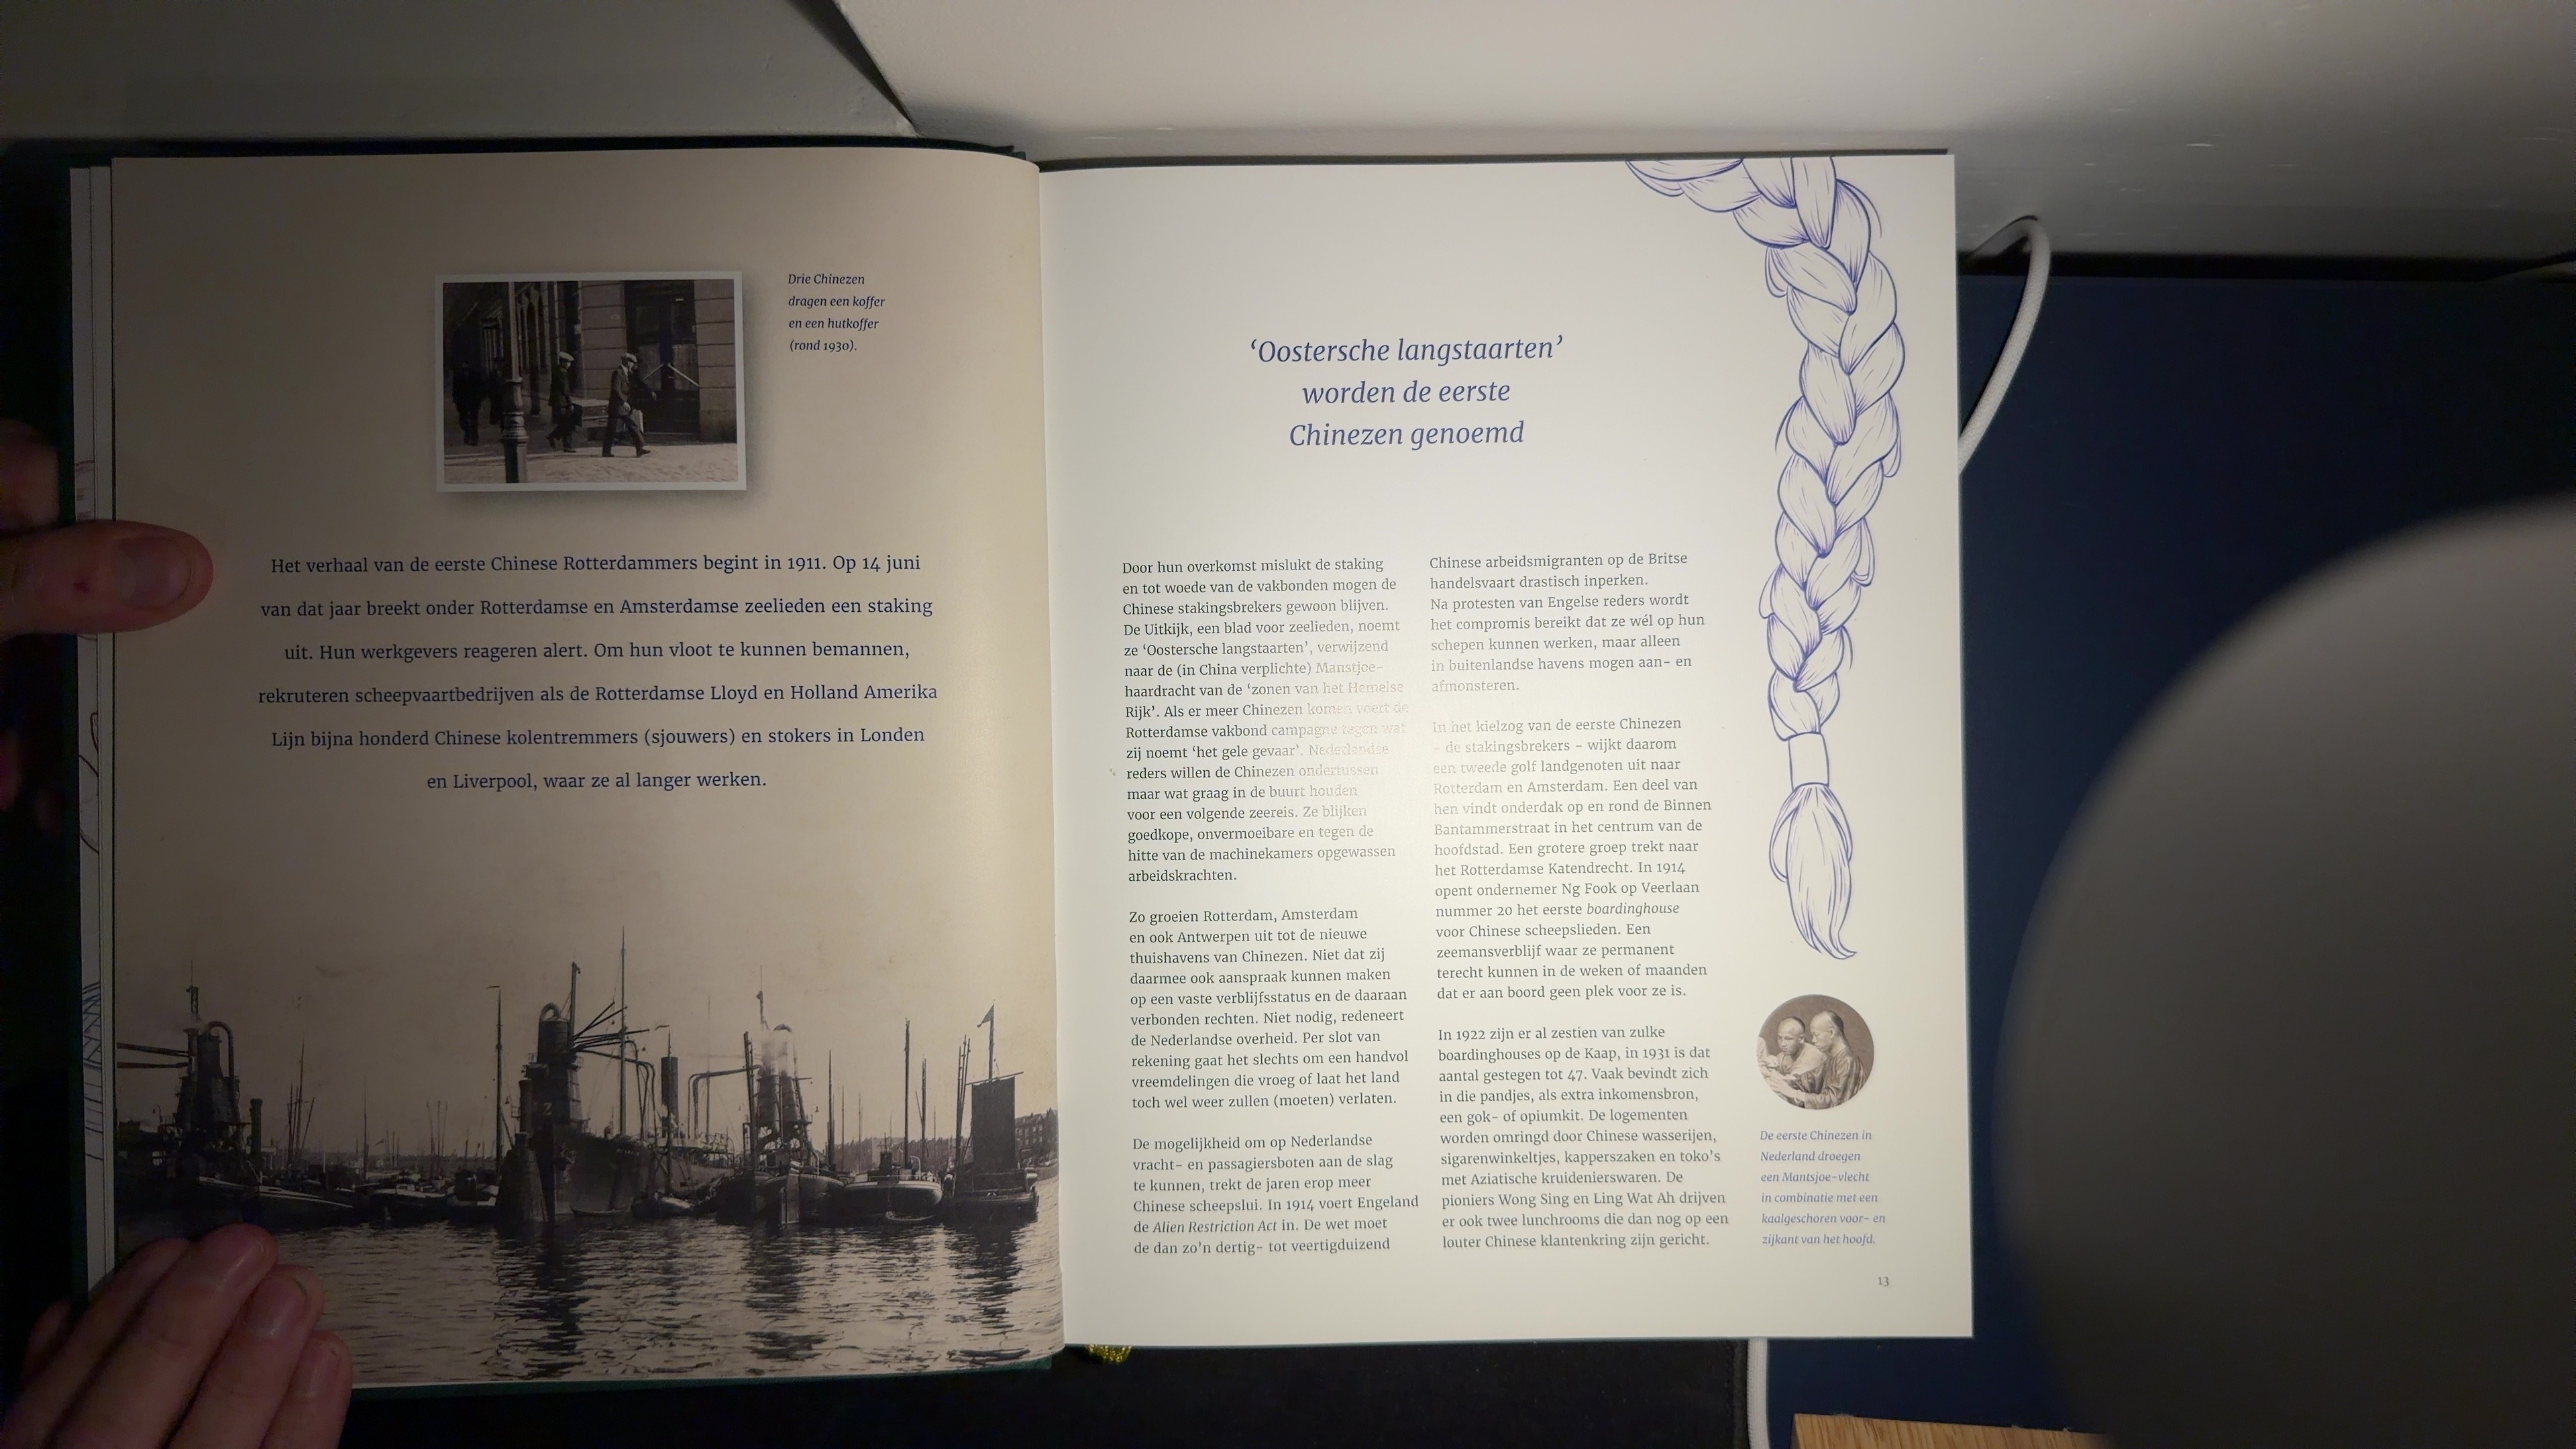 Drie Chinezen
dragen een koffer
en een hutkoffer
(rond 1930).
Het verhaal van de eerste Chinese Rotterdammers begint in 1911. Op 14 juni
van dat jaar breekt onder Rotterdamse en Amsterdamse zeelieden een staking
uit. Hun werkgevers reageren alert. Om hun vloot te kunnen bemannen,
rekruteren scheepvaartbedrijven als de Rotterdamse Lloyd en Holland Amerika
Lijn bijna honderd Chinese kolentremmers (sjouwers) en stokers in Londen
en Liverpool, waar ze al langer werken.
‘Oostersche langstaarten’
worden de eerste
Chinezen genoemd
Door hun overkomst mislukt de staking
en tot woede van de vakbonden mogen de
Chinese stakingsbrekers gewoon blijven.
De Uitkijk, een blad voor zeelieden, noemt
ze ‘Oostersche langstaarten’, verwijzend
naar de (in China verplichte) Manstjoe-
haardracht van de ‘zonen van het Hemelse
Rijk’. Als er meer Chinezen komen voert de
Rotterdamse vakbond campagne tegen wat
zij noemt ‘het gele gevaar’. Nederlandse
reders willen de Chinezen ondertussen
maar wat graag in de buurt houden
voor een volgende zeereis. Ze blijken
goedkope, onvermoeibare en tegen de
hitte van de machinekamers opgewassen
arbeidskrachten.
Zo groeien Rotterdam, Amsterdam
en ook Antwerpen uit tot de nieuwe
thuishavens van Chinezen. Niet dat zij
daarmee ook aanspraak kunnen maken
op een vaste verblijfsstatus en de daaraan
verbonden rechten. Niet nodig, redeneert
de Nederlandse overheid. Per slot van
rekening gaat het slechts om een handvol
vreemdelingen die vroeg of laat het land
toch wel weer zullen (moeten) verlaten.
De mogelijkheid om op Nederlandse
vracht- en passagiersboten aan de slag
te kunnen, trekt de jaren erop meer
Chinese scheepslui. In 1914 voert Engeland
de Alien Restriction Act in. De wet moet
de dan zo’n dertig- tot veertigduizend
Chinese arbeidsmigranten op de Britse
handelsvaart drastisch inperken.
Na protesten van Engelse reders wordt
het compromis bereikt dat ze wél op hun
schepen kunnen werken, maar alleen
in buitenlandse havens mogen aan- en
afmonsteren.
In het kielzog van de eerste Chinezen
– de stakingsbrekers – wijkt daarom
een tweede golf landgenoten uit naar
Rotterdam en Amsterdam. Een deel van
hen vindt onderdak op en rond de Binnen
Bantammerstraat in het centrum van de
hoofdstad. Een grotere groep trekt naar
het Rotterdamse Katendrecht. In 1914
opent ondernemer Ng Fook op Veerlaan
nummer 20 het eerste boardinghouse
voor Chinese scheepslieden. Een
zeemansverblijf waar ze permanent
terecht kunnen in de weken of maanden
dat er aan boord geen plek voor ze is.
In 1922 zijn er al zestien van zulke
boardinghouses op de Kaap, in 1931 is dat
aantal gestegen tot 47. Vaak bevindt zich
in die pandjes, als extra inkomensbron,
een gok- of opiumkit. De logementen
worden omringd door Chinese wasserijen,
sigarenwinkeltjes, kapperszaken en toko’s
met Aziatische kruidenierswaren. De
pioniers Wong Sing en Ling Wat Ah drijven
er ook twee lunchrooms die dan nog op een
louter Chinese klantenkring zijn gericht.
De eerste Chinezen in
Nederland droegen
een Mantsjoe-vlecht
in combinatie met een
kaalgeschoren voor- en
zijkant van het hoofd.
13